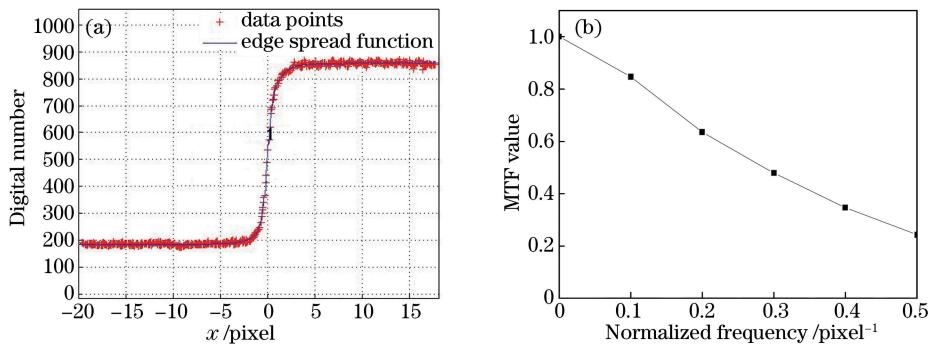 (a)
+ data points
— edge spread function
Digital number
1000
900
800
700
600
500
400
300
200
100
0
1
−20 −15 −10 −5 0 5 10 15
x /pixel
(b)
MTF value
1.0
0.8
0.6
0.4
0.2
0
0 0.1 0.2 0.3 0.4 0.5
Normalized frequency /pixel⁻¹